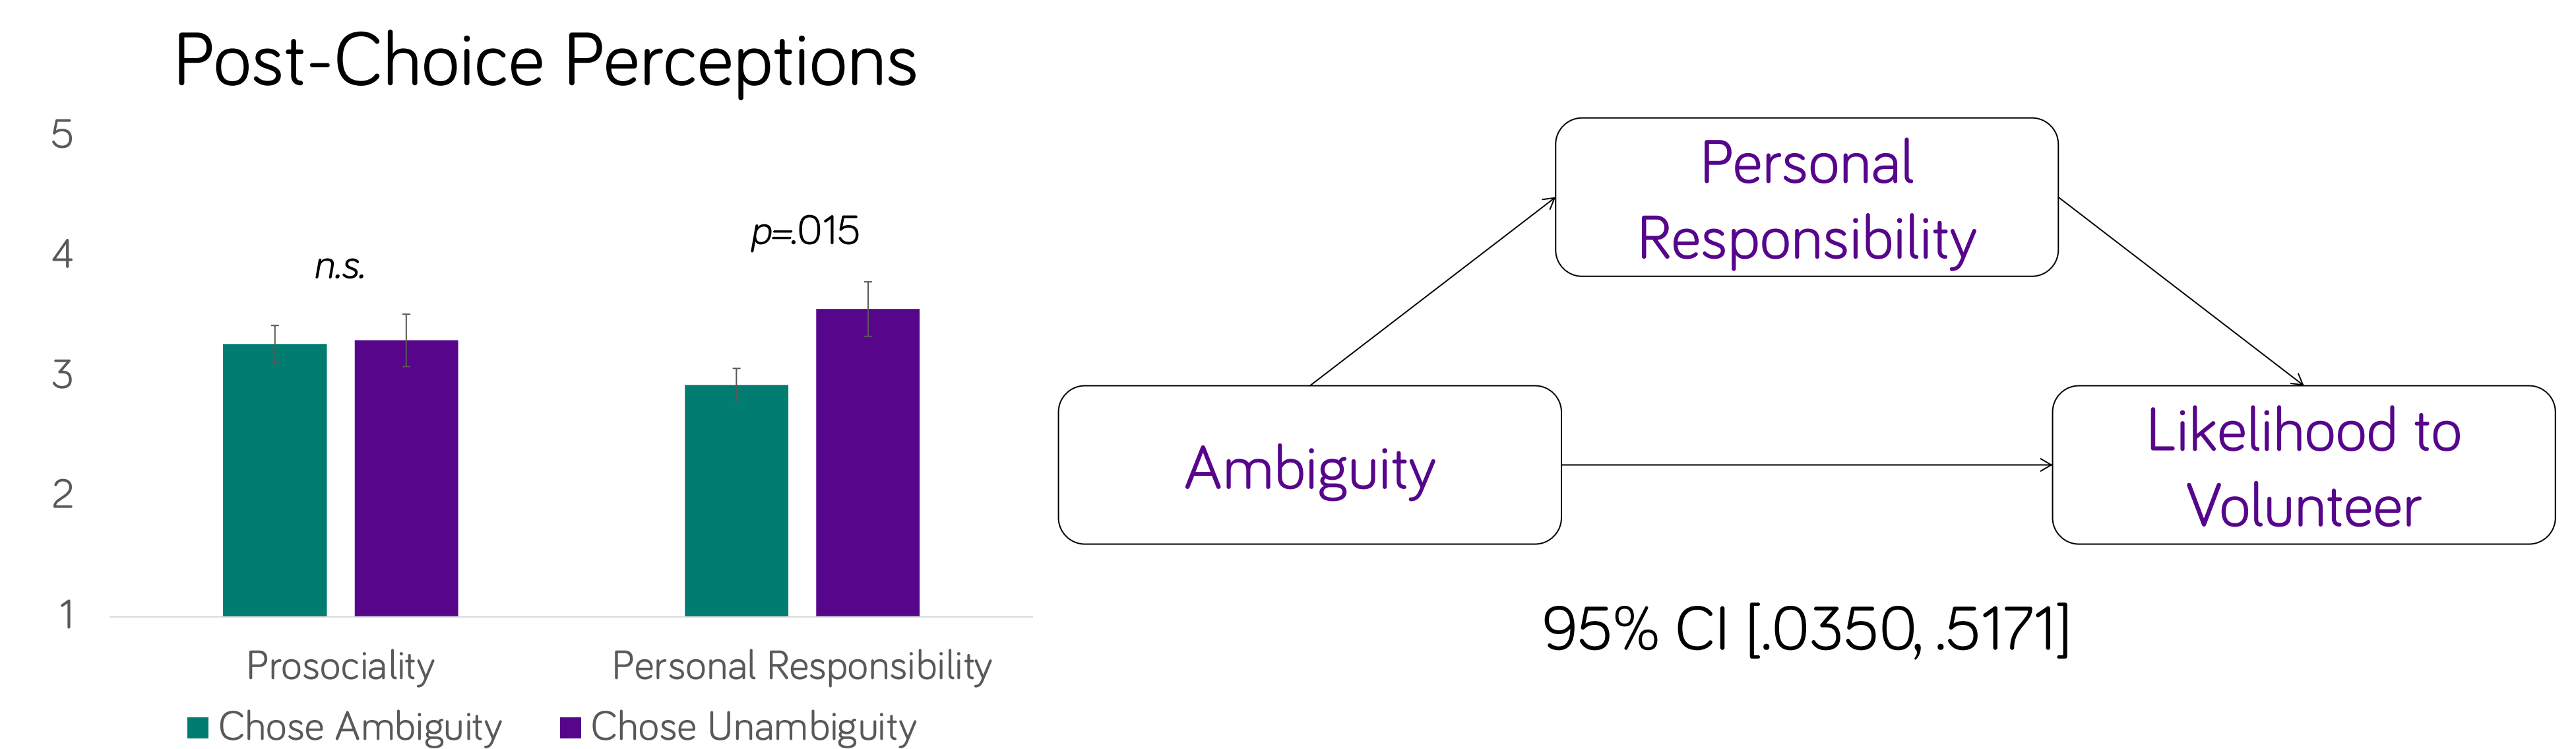 Post-Choice Perceptions
5
4
3
2
1
n.s.
p=.015
Prosociality
Personal Responsibility
Chose Ambiguity
Chose Unambiguity
Personal
Responsibility
Ambiguity
Likelihood to
Volunteer
95% CI [.0350, .5171]